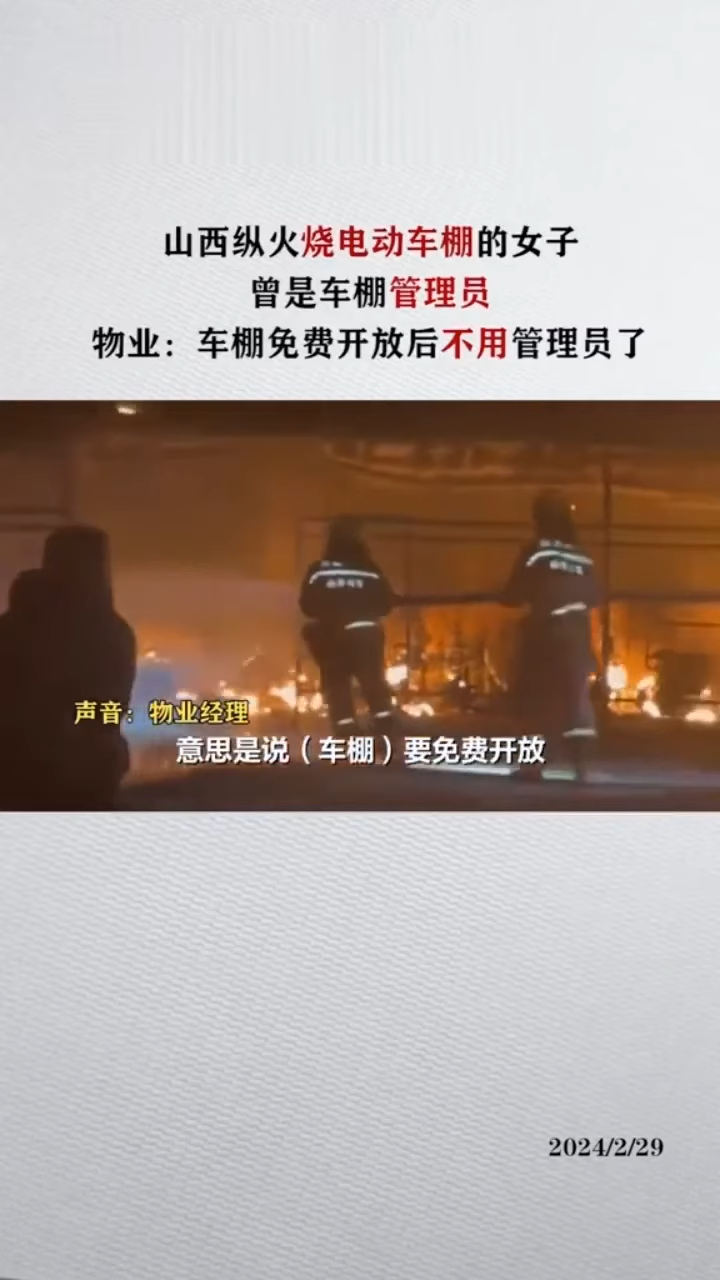 山西纵火烧电动车棚的女子
曾是车棚管理员
物业：车棚免费开放后不用管理员了
声音：物业经理
意思是说（车棚）要免费开放
2024/2/29